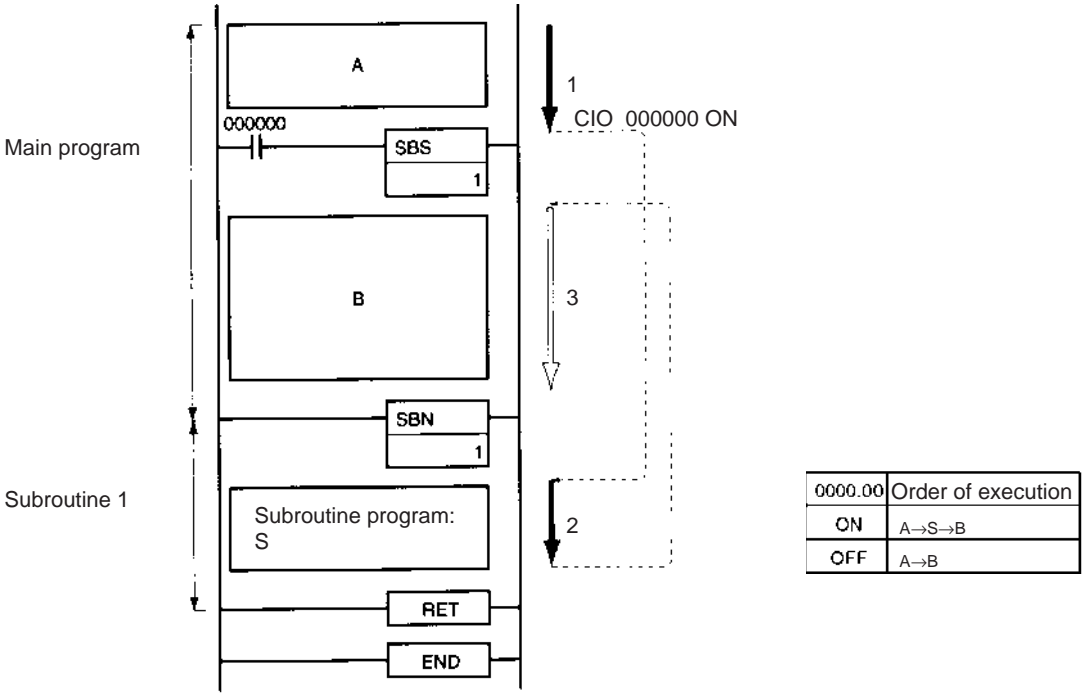 A
1
000000
CIO 000000 ON
Main program
SBS
1
B
3
SBN
1
Subroutine 1
Subroutine program:
S
2
RET
END
0000.00 Order of execution
ON A→S→B
OFF A→B